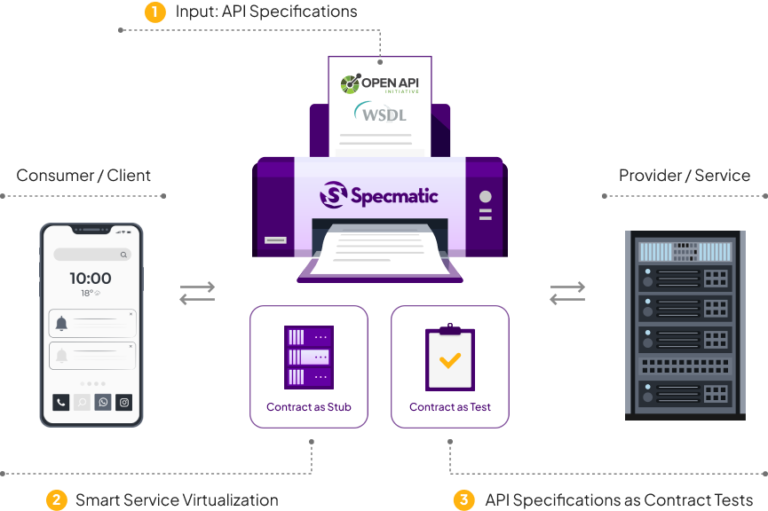 1 Input: API Specifications
OPEN API
INITIATIVE
WSDL
Consumer / Client
Specmatic
Provider / Service
10:00
18°
Contract as Stub
Contract as Test
2 Smart Service Virtualization
3 API Specifications as Contract Tests